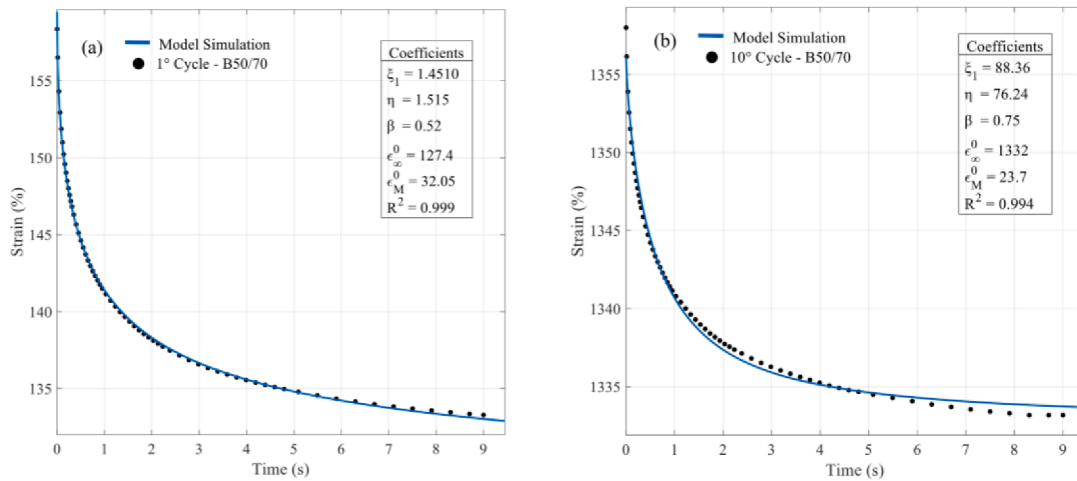 (a)
Model Simulation
1° Cycle - B50/70
Coefficients
ξ₁ = 1.4510
η = 1.515
β = 0.52
ϵ⁰∞ = 127.4
ϵ⁰M = 32.05
R² = 0.999
155
150
145
140
135
Strain (%)
0 1 2 3 4 5 6 7 8 9
Time (s)
(b)
Model Simulation
10° Cycle - B50/70
Coefficients
ξ₁ = 88.36
η = 76.24
β = 0.75
ϵ⁰∞ = 1332
ϵ⁰M = 23.7
R² = 0.994
1355
1350
1345
1340
1335
Strain (%)
0 1 2 3 4 5 6 7 8 9
Time (s)